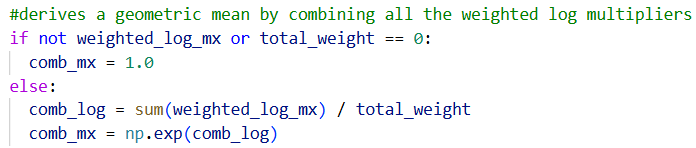 #derives a geometric mean by combining all the weighted log multipliers
if not weighted_log_mx or total_weight == 0:
  comb_mx = 1.0
else:
  comb_log = sum(weighted_log_mx) / total_weight
  comb_mx = np.exp(comb_log)